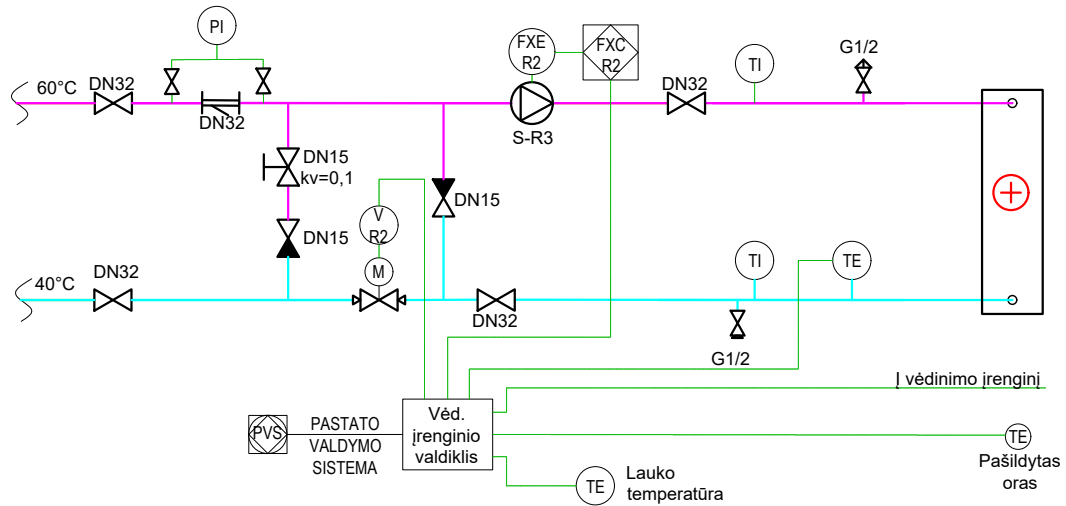 PI
FXE
R2
FXC
R2
G1/2
60°C
DN32
DN32
S-R3
DN32
TI
DN15
kv=0,1
DN15
DN15
V
R2
M
40°C
DN32
DN32
TI
TE
G1/2
Į vėdinimo įrenginį
PVS
PASTATO
VALDYMO
SISTEMA
Vėd.
įrenginio
valdiklis
TE
Pašildytas
oras
TE
Lauko
temperatūra